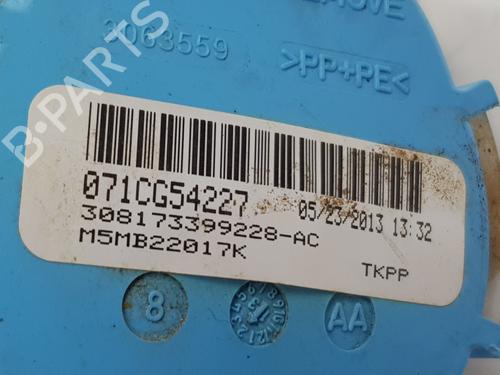 3063559
>PP+PE<
071CG54227 05/23/2013 13:32
308173399228-AC
M5MB22017K
TKPP
8
AA
B-PARTS